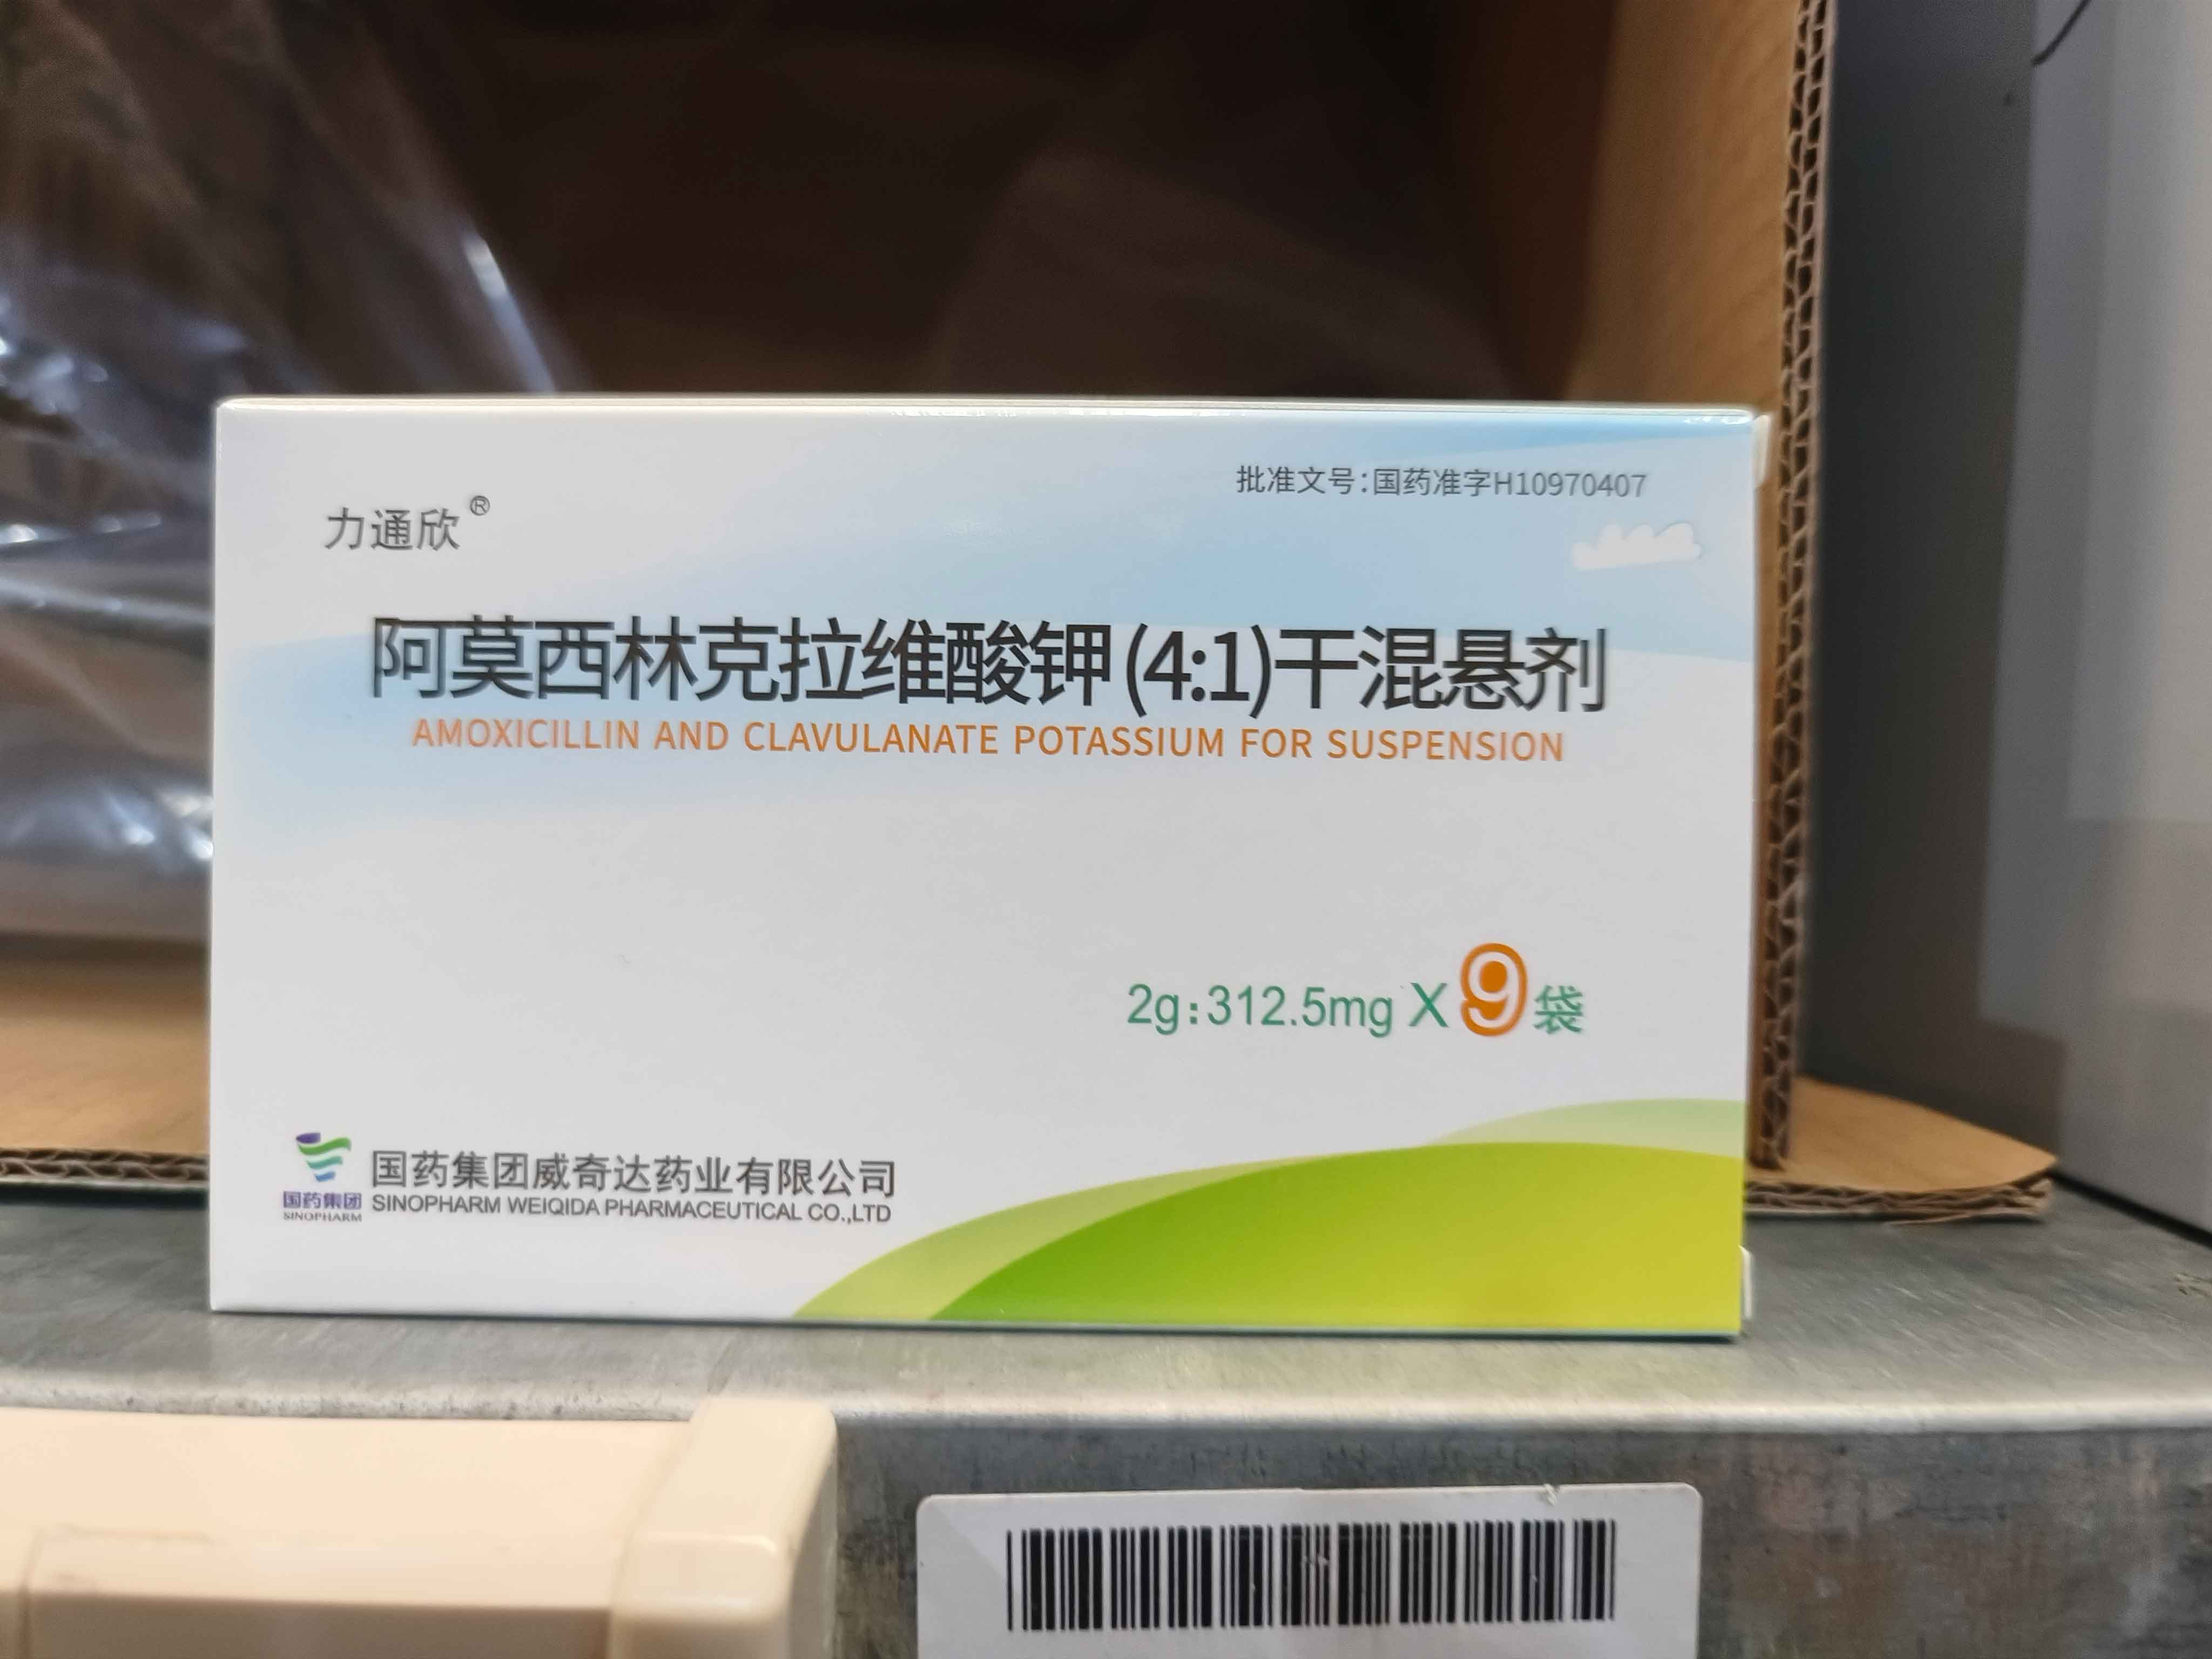 批准文号：国药准字H10970407
力通欣®
阿莫西林克拉维酸钾(4:1)干混悬剂
AMOXICILLIN AND CLAVULANATE POTASSIUM FOR SUSPENSION
2g:312.5mg X 9袋
国药集团威奇达药业有限公司
SINOPHARM WEIQIDA PHARMACEUTICAL CO.,LTD
国药集团
SINOPHARM